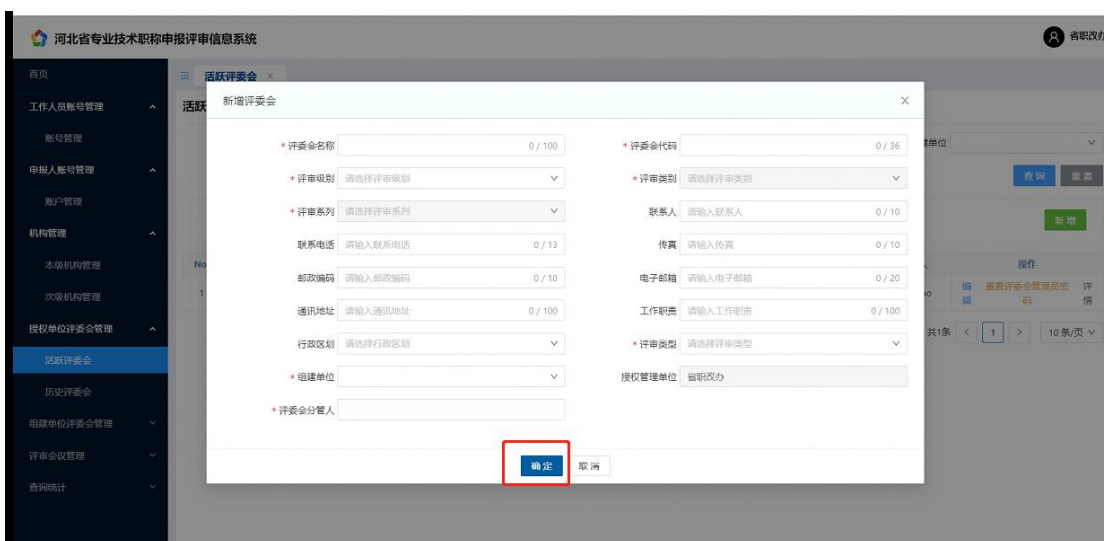 河北省专业技术职称申报评审信息系统
省职改办
首页
活跃评委会 ×
工作人员账号管理
活跃
新增评委会
账号管理
* 评委会名称 0 / 100
* 评委会代码 0 / 36
建单位
申报人账号管理
* 评审级别 请选择评审级别
* 评审类别 请选择评审类别
查询 重置
账户管理
* 评审系列 请选择评审系列
联系人 请输入联系人 0 / 10
新增
机构管理
联系电话 请输入联系电话 0 / 13
传真 请输入传真 0 / 10
本级机构管理
No
邮政编码 请输入邮政编码 0 / 10
电子邮箱 请输入电子邮箱 0 / 20
操作
次级机构管理
1
通讯地址 请输入通讯地址 0 / 100
工作职责 请输入工作职责 0 / 100
编辑 重置评委会管理员密码 详情
授权单位评委会管理
行政区划 请选择行政区划
* 评审类型 请选择评审类型
共1条 < 1 > 10 条/页
活跃评委会
* 组建单位
授权管理单位 省职改办
历史评委会
* 评委会分管人
组建单位评委会管理
评审会议管理
确定 取消
查询统计